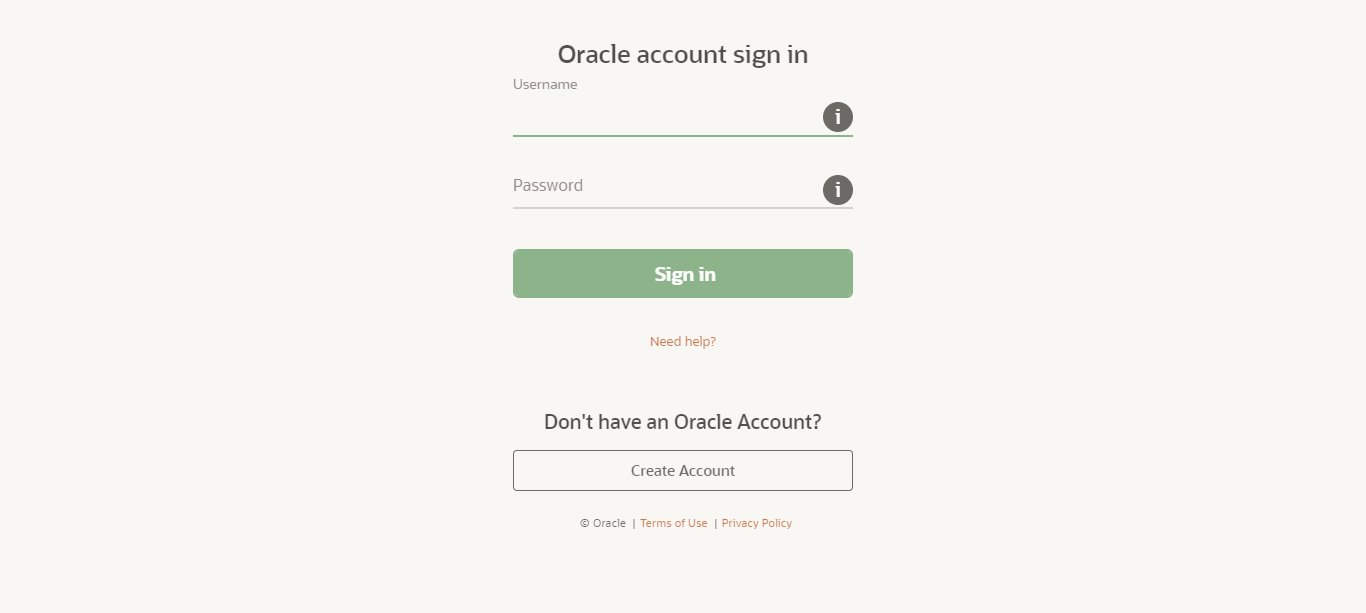 Oracle account sign in
Username
i
Password
i
Sign in
Need help?
Don't have an Oracle Account?
Create Account
© Oracle | Terms of Use | Privacy Policy